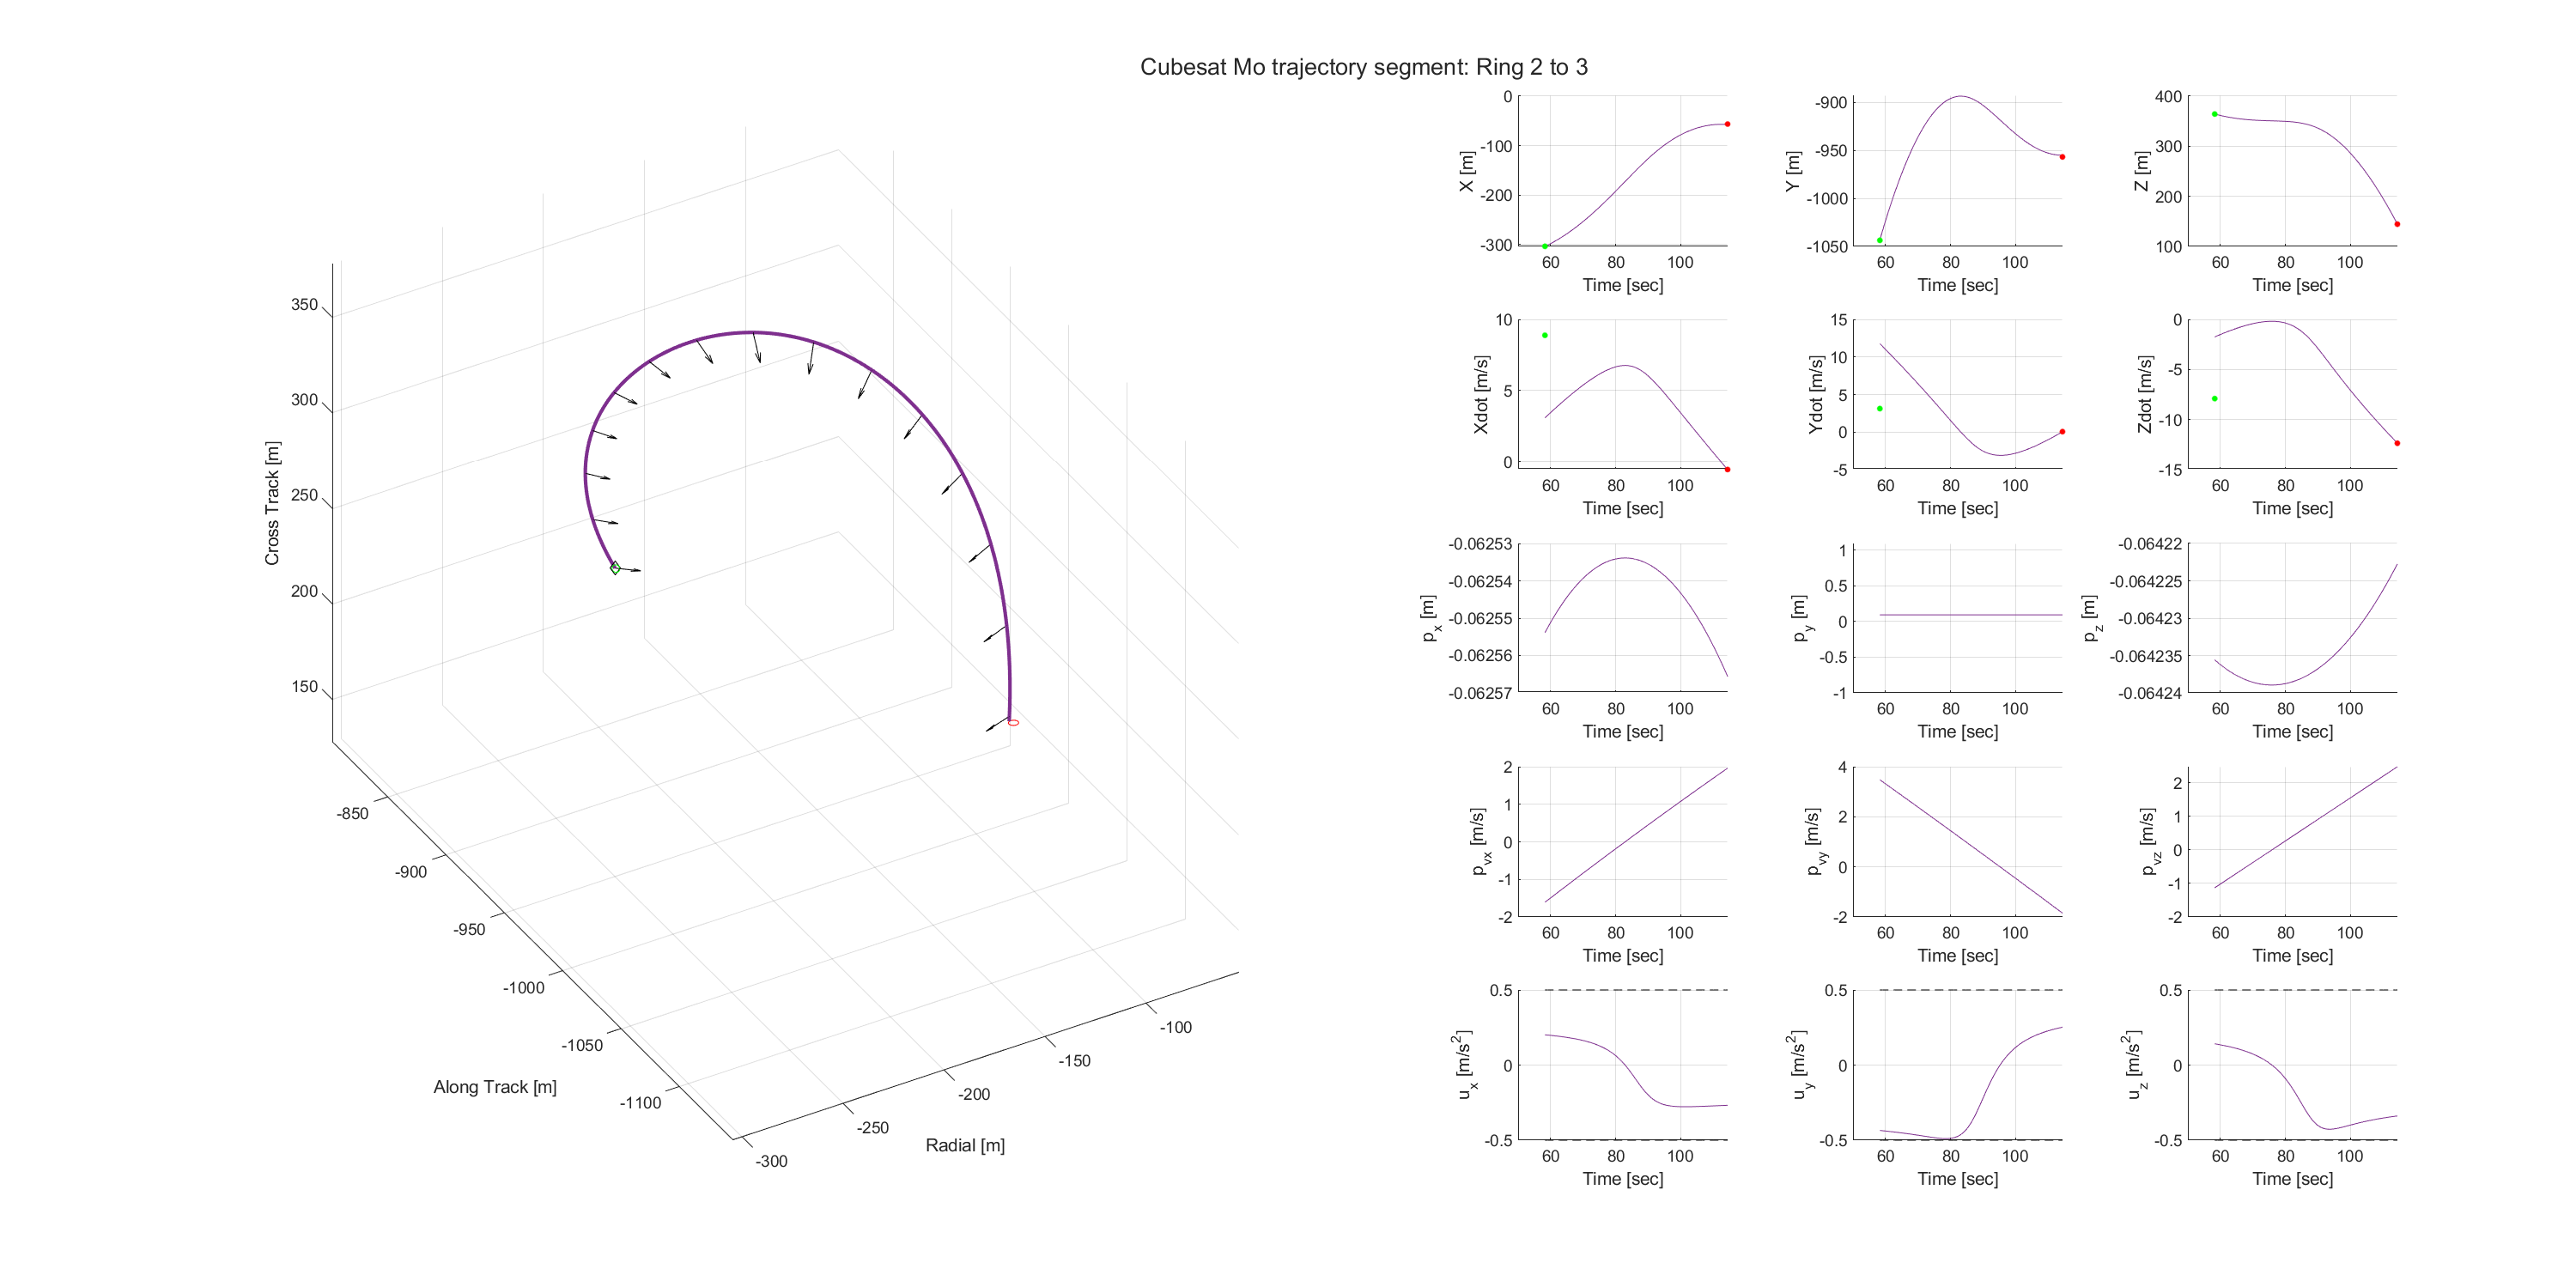 Cubesat Mo trajectory segment: Ring 2 to 3
350
300
250
200
150
Cross Track [m]
-850
-900
-950
-1000
-1050
-1100
Along Track [m]
-300
-250
-200
-150
-100
Radial [m]
0
-100
-200
-300
X [m]
60 80 100
Time [sec]
-900
-950
-1000
-1050
Y [m]
60 80 100
Time [sec]
400
300
200
100
Z [m]
60 80 100
Time [sec]
10
5
0
Xdot [m/s]
60 80 100
Time [sec]
15
10
5
0
-5
Ydot [m/s]
60 80 100
Time [sec]
0
-5
-10
-15
Zdot [m/s]
60 80 100
Time [sec]
-0.06253
-0.06254
-0.06255
-0.06256
-0.06257
p_x [m]
60 80 100
Time [sec]
1
0.5
0
-0.5
-1
p_y [m]
60 80 100
Time [sec]
-0.06422
-0.064225
-0.06423
-0.064235
-0.06424
p_z [m]
60 80 100
Time [sec]
2
1
0
-1
-2
p_vx [m/s]
60 80 100
Time [sec]
4
2
0
-2
p_vy [m/s]
60 80 100
Time [sec]
2
1
0
-1
-2
p_vz [m/s]
60 80 100
Time [sec]
0.5
0
-0.5
u_x [m/s²]
60 80 100
Time [sec]
0.5
0
-0.5
u_y [m/s²]
60 80 100
Time [sec]
0.5
0
-0.5
u_z [m/s²]
60 80 100
Time [sec]